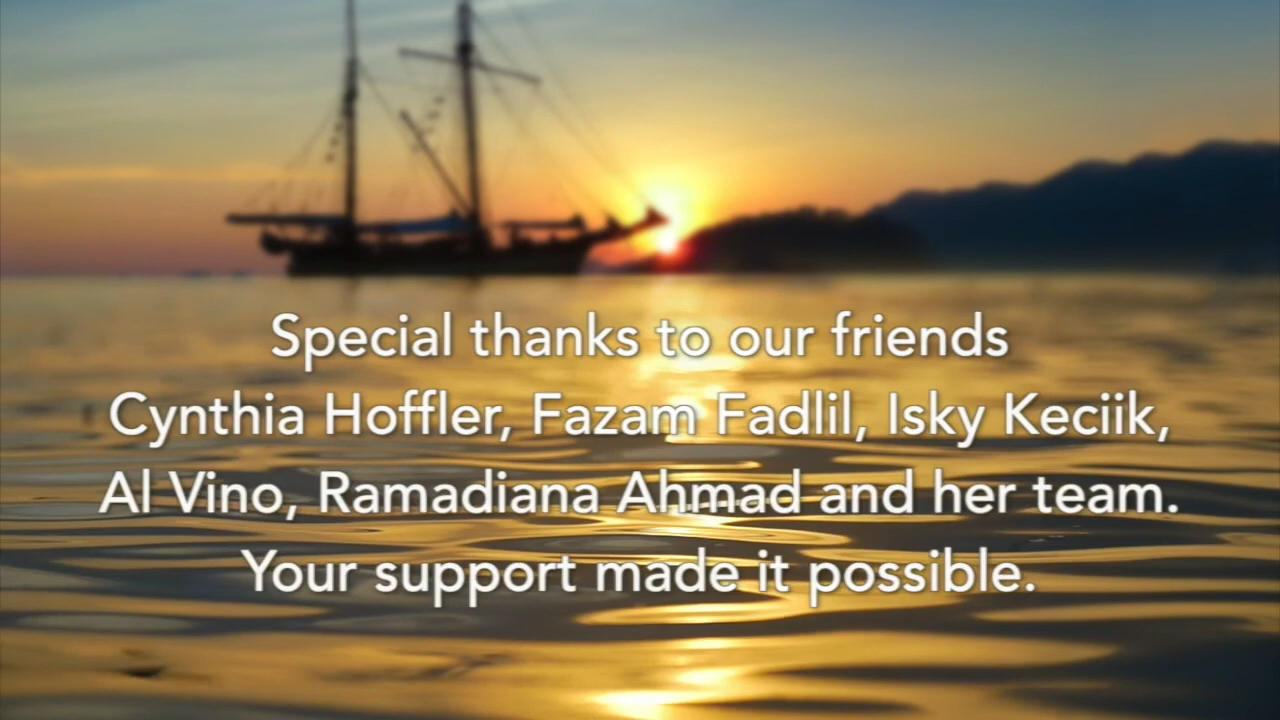 Special thanks to our friends
Cynthia Hoffler, Fazam Fadlil, Isky Keciik,
Al Vino, Ramadiana Ahmad and her team.
Your support made it possible.